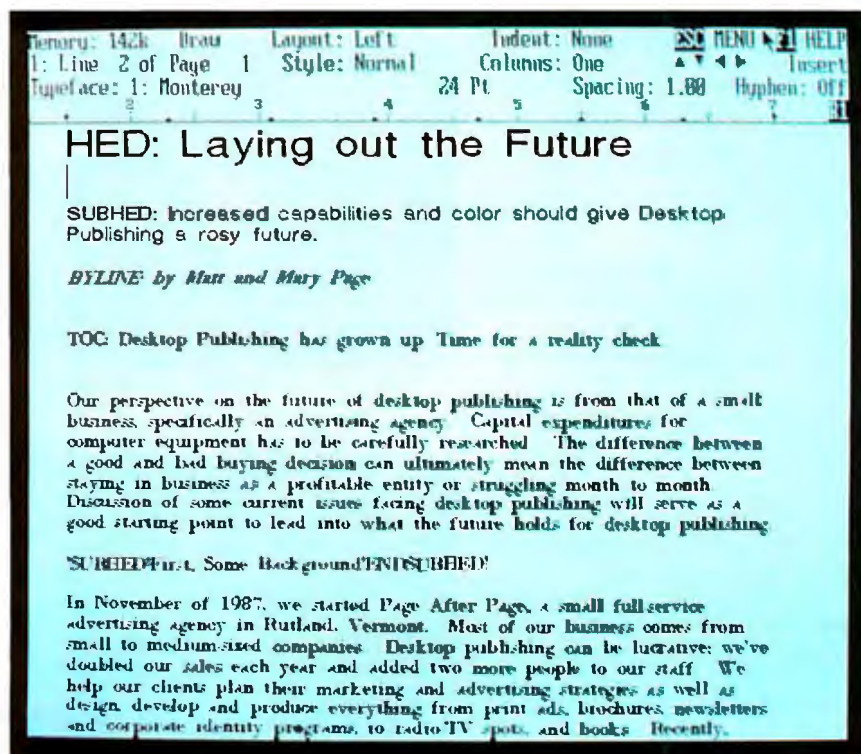 Memory: 142k Draw Layout: Left Indent: None ESC MENU HELP
1: Line 2 of Page 1 Style: Normal Columns: One Insert
Typeface: 1: Monterey 24 Pt Spacing: 1.00 Hyphen: Off
2 3 4 5 6 7
HED: Laying out the Future
SUBHED: Increased capabilities and color should give Desktop
Publishing a rosy future.
BYLINE: by Matt and Mary Page
TOC: Desktop Publishing has grown up Time for a reality check
Our perspective on the future of desktop publishing is from that of a small
business, specifically an advertising agency Capital expenditures for
computer equipment has to be carefully researched The difference between
a good and bad buying decision can ultimately mean the difference between
staying in business as a profitable entity or struggling month to month
Discussion of some current issues facing desktop publishing will serve as a
good starting point to lead into what the future holds for desktop publishing
'SUBHED'First, Some Background'ENDSUBHED'
In November of 1987, we started Page After Page, a small full service
advertising agency in Rutland, Vermont. Most of our business comes from
small to medium-sized companies Desktop publishing can be lucrative; we've
doubled our sales each year and added two more people to our staff We
help our clients plan their marketing and advertising strategies as well as
design, develop and produce everything from print ads, brochures, newsletters
and corporate identity programs, to radio TV spots, and books Recently,